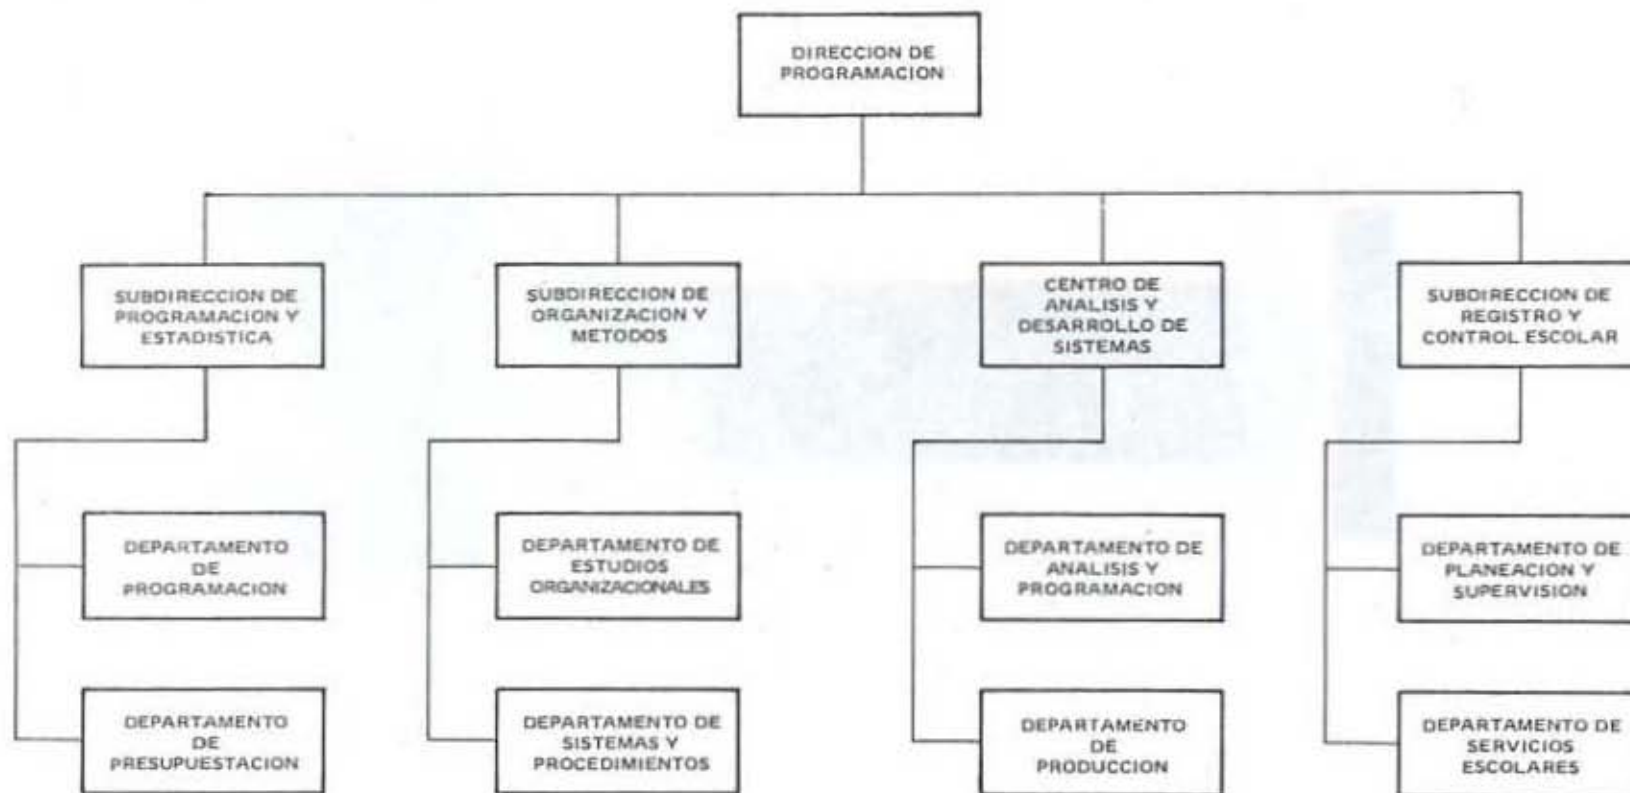 DIRECCION DE
PROGRAMACION
SUBDIRECCION DE
PROGRAMACION Y
ESTADISTICA
SUBDIRECCION DE
ORGANIZACION Y
METODOS
CENTRO DE
ANALISIS Y
DESARROLLO DE
SISTEMAS
SUBDIRECCION DE
REGISTRO Y
CONTROL ESCOLAR
DEPARTAMENTO
DE
PROGRAMACION
DEPARTAMENTO DE
ESTUDIOS
ORGANIZACIONALES
DEPARTAMENTO DE
ANALISIS Y
PROGRAMACION
DEPARTAMENTO DE
PLANEACION Y
SUPERVISION
DEPARTAMENTO
DE
PRESUPUESTACION
DEPARTAMENTO DE
SISTEMAS Y
PROCEDIMIENTOS
DEPARTAMENTO
DE
PRODUCCION
DEPARTAMENTO DE
SERVICIOS
ESCOLARES